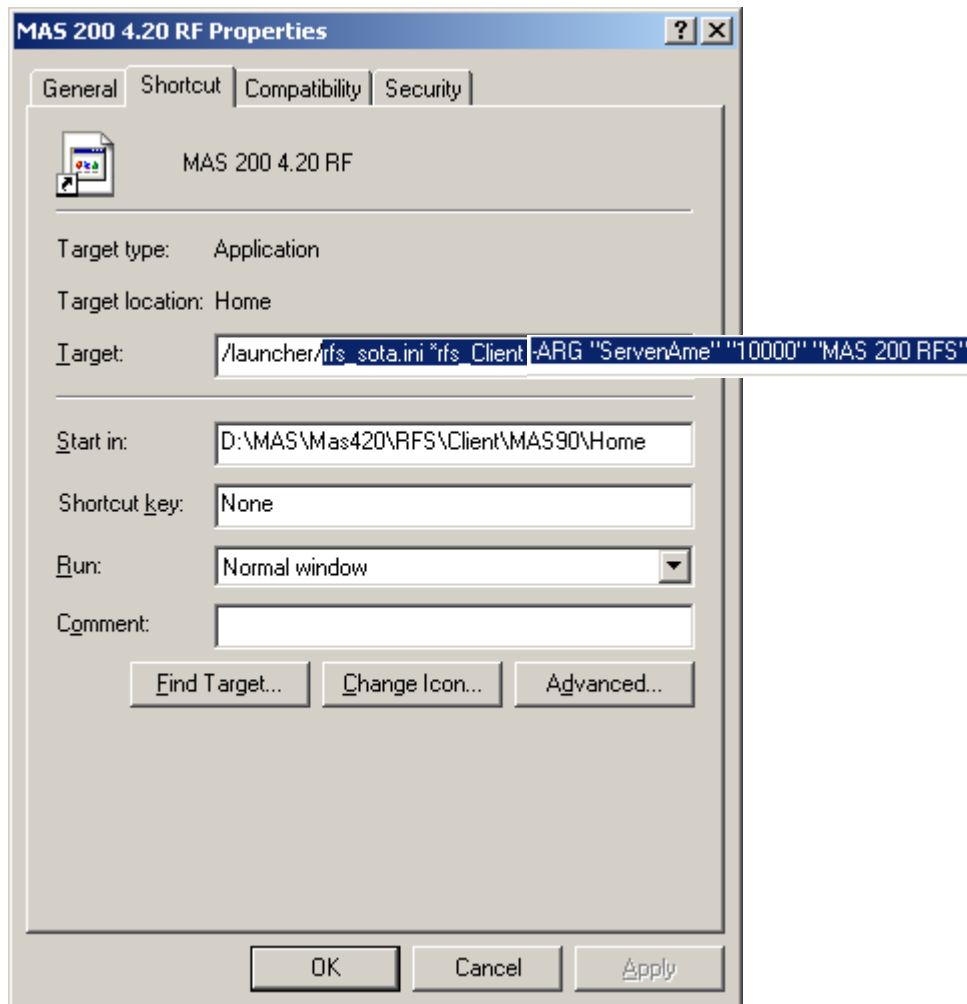 MAS 200 4.20 RF Properties
General Shortcut Compatibility Security
MAS 200 4.20 RF
Target type: Application
Target location: Home
Target: /launcher/rfs_sota.ini *rfs_Client -ARG "ServenAme" "10000" "MAS 200 RFS"
Start in: D:\MAS\Mas420\RFS\Client\MAS90\Home
Shortcut key: None
Run: Normal window
Comment:
Find Target... Change Icon... Advanced...
OK Cancel Apply